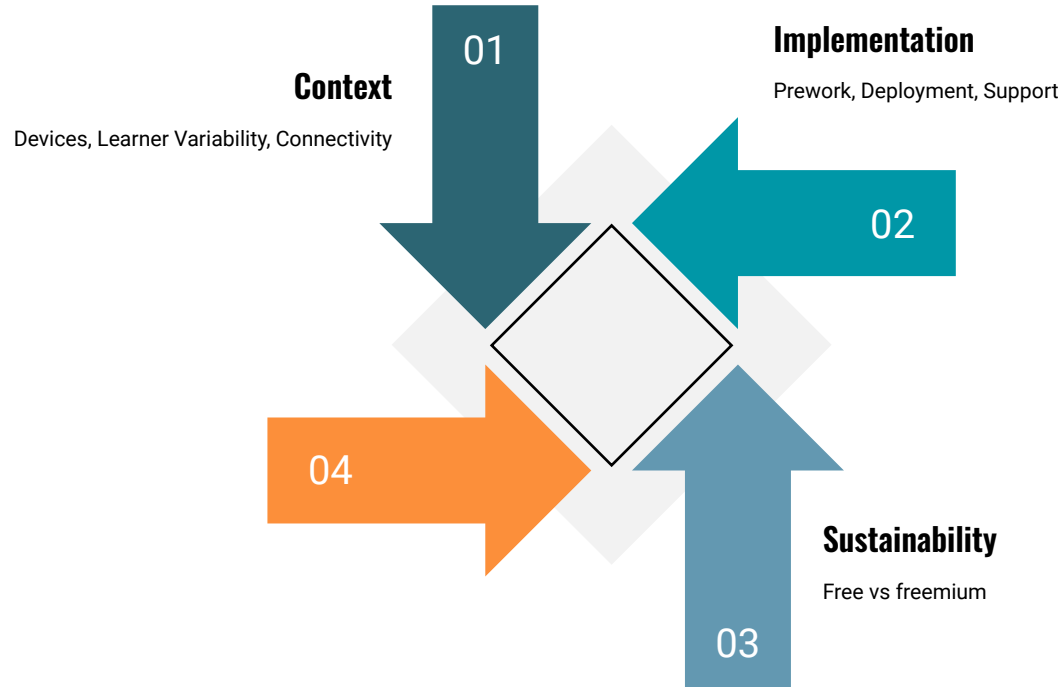 01
Context
Devices, Learner Variability, Connectivity
Implementation
Prework, Deployment, Support
02
Sustainability
Free vs freemium
03
04